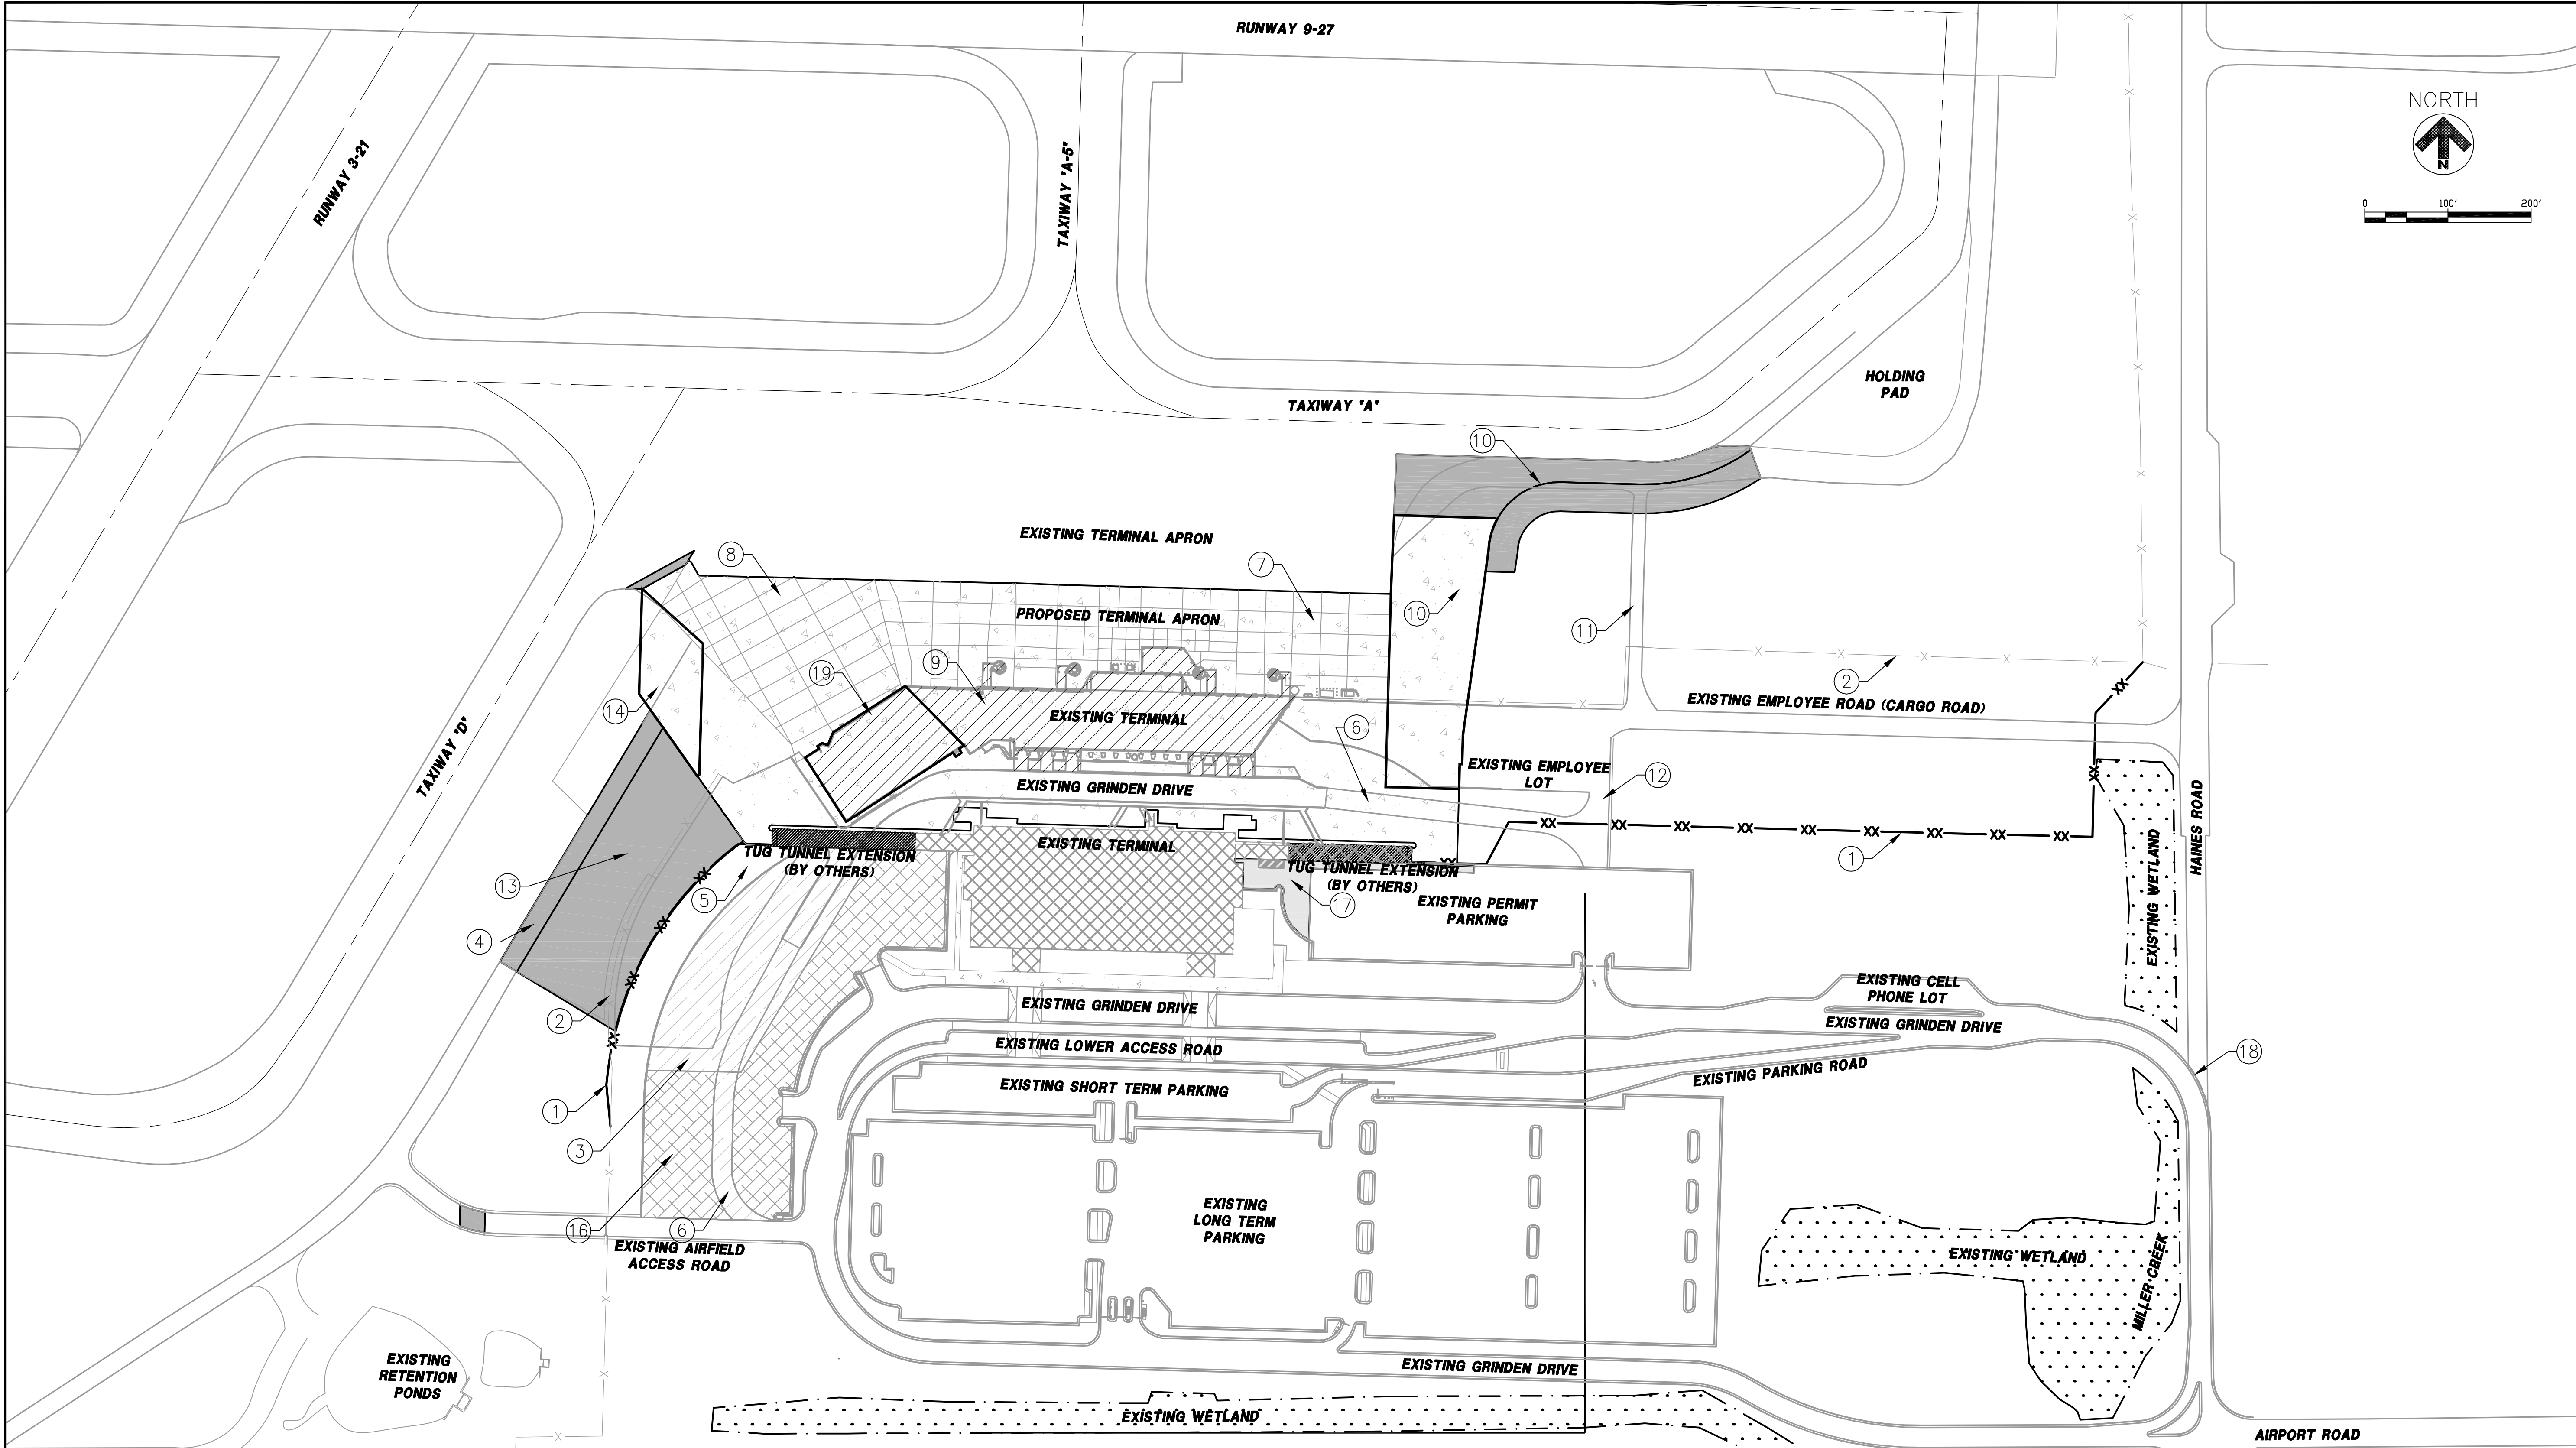 RUNWAY 9-27
NORTH
N
0 100' 200'
RUNWAY 3-21
TAXIWAY "A-5"
HOLDING
PAD
TAXIWAY "A"
10
EXISTING TERMINAL APRON
8
7
PROPOSED TERMINAL APRON
10
11
19
9
2
14
EXISTING TERMINAL
6
EXISTING EMPLOYEE ROAD (CARGO ROAD)
XX
TAXIWAY "D"
EXISTING GRINDEN DRIVE
EXISTING EMPLOYEE
LOT
12
XX
HAINES ROAD
XX XX XX XX XX XX XX XX XX
EXISTING TERMINAL
TUG TUNNEL EXTENSION
(BY OTHERS)
XX
TUG TUNNEL EXTENSION
(BY OTHERS)
1
EXISTING WETLAND
13
XX
5
17
EXISTING PERMIT
PARKING
4
XX
XX
2
EXISTING CELL
PHONE LOT
EXISTING GRINDEN DRIVE
EXISTING GRINDEN DRIVE
XX
EXISTING LOWER ACCESS ROAD
18
EXISTING PARKING ROAD
EXISTING SHORT TERM PARKING
1
3
EXISTING
LONG TERM
PARKING
16
6
EXISTING AIRFIELD
ACCESS ROAD
EXISTING WETLAND
MILLER CREEK
EXISTING
RETENTION
PONDS
EXISTING GRINDEN DRIVE
EXISTING WETLAND
AIRPORT ROAD